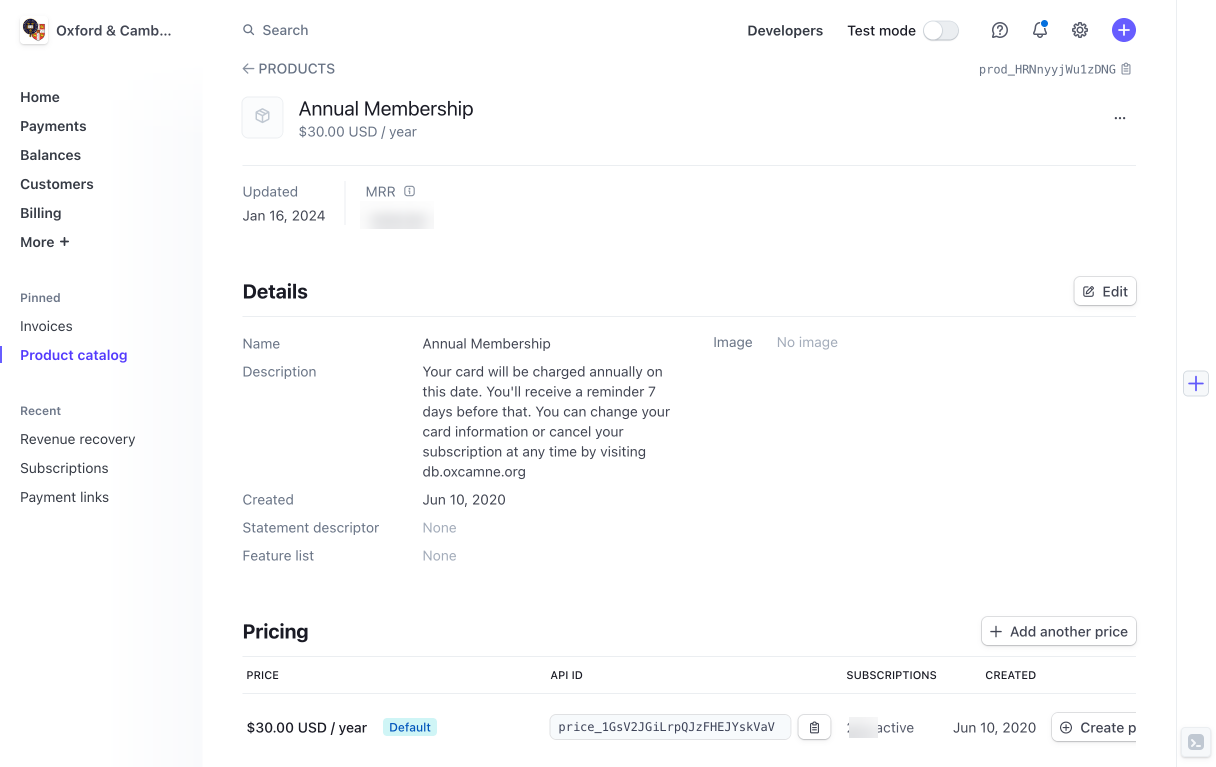 Oxford & Camb...
Search
Developers
Test mode
PRODUCTS
prod_HRNnyyjWu1zDNG
Home
Payments
Balances
Customers
Billing
More +
Pinned
Invoices
Product catalog
Recent
Revenue recovery
Subscriptions
Payment links
Annual Membership
$30.00 USD / year
Updated
Jan 16, 2024
MRR
Details
Edit
Name
Annual Membership
Image
No image
Description
Your card will be charged annually on
this date. You'll receive a reminder 7
days before that. You can change your
card information or cancel your
subscription at any time by visiting
db.oxcamne.org
Created
Jun 10, 2020
Statement descriptor
None
Feature list
None
Pricing
Add another price
PRICE
API ID
SUBSCRIPTIONS
CREATED
$30.00 USD / year
Default
price_1GsV2JGiLrpQJzFHEJYskVaV
active
Jun 10, 2020
Create p